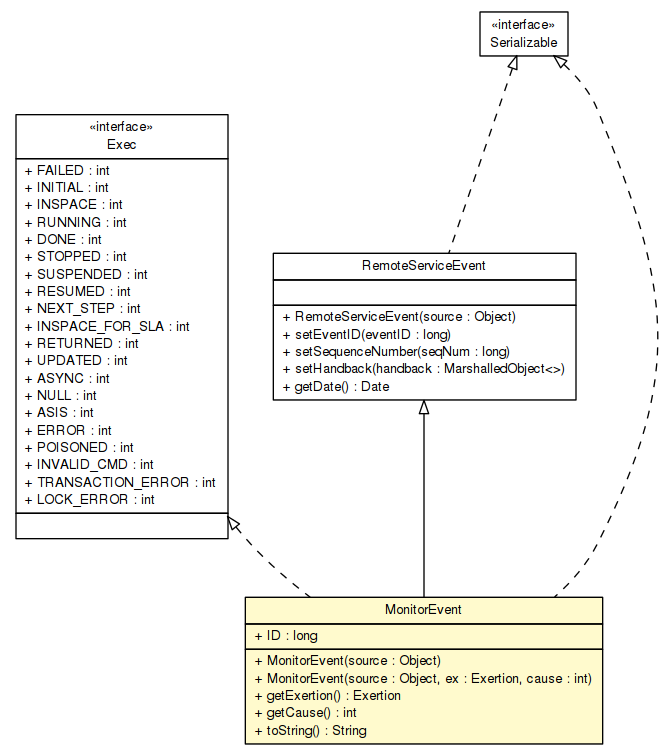 «interface»
Serializable
«interface»
Exec
+ FAILED : int
+ INITIAL : int
+ INSPACE : int
+ RUNNING : int
+ DONE : int
+ STOPPED : int
+ SUSPENDED : int
+ RESUMED : int
+ NEXT_STEP : int
+ INSPACE_FOR_SLA : int
+ RETURNED : int
+ UPDATED : int
+ ASYNC : int
+ NULL : int
+ ASIS : int
+ ERROR : int
+ POISONED : int
+ INVALID_CMD : int
+ TRANSACTION_ERROR : int
+ LOCK_ERROR : int
RemoteServiceEvent
+ RemoteServiceEvent(source : Object)
+ setEventID(eventID : long)
+ setSequenceNumber(seqNum : long)
+ setHandback(handback : MarshalledObject<>)
+ getDate() : Date
MonitorEvent
+ ID : long
+ MonitorEvent(source : Object)
+ MonitorEvent(source : Object, ex : Exertion, cause : int)
+ getExertion() : Exertion
+ getCause() : int
+ toString() : String